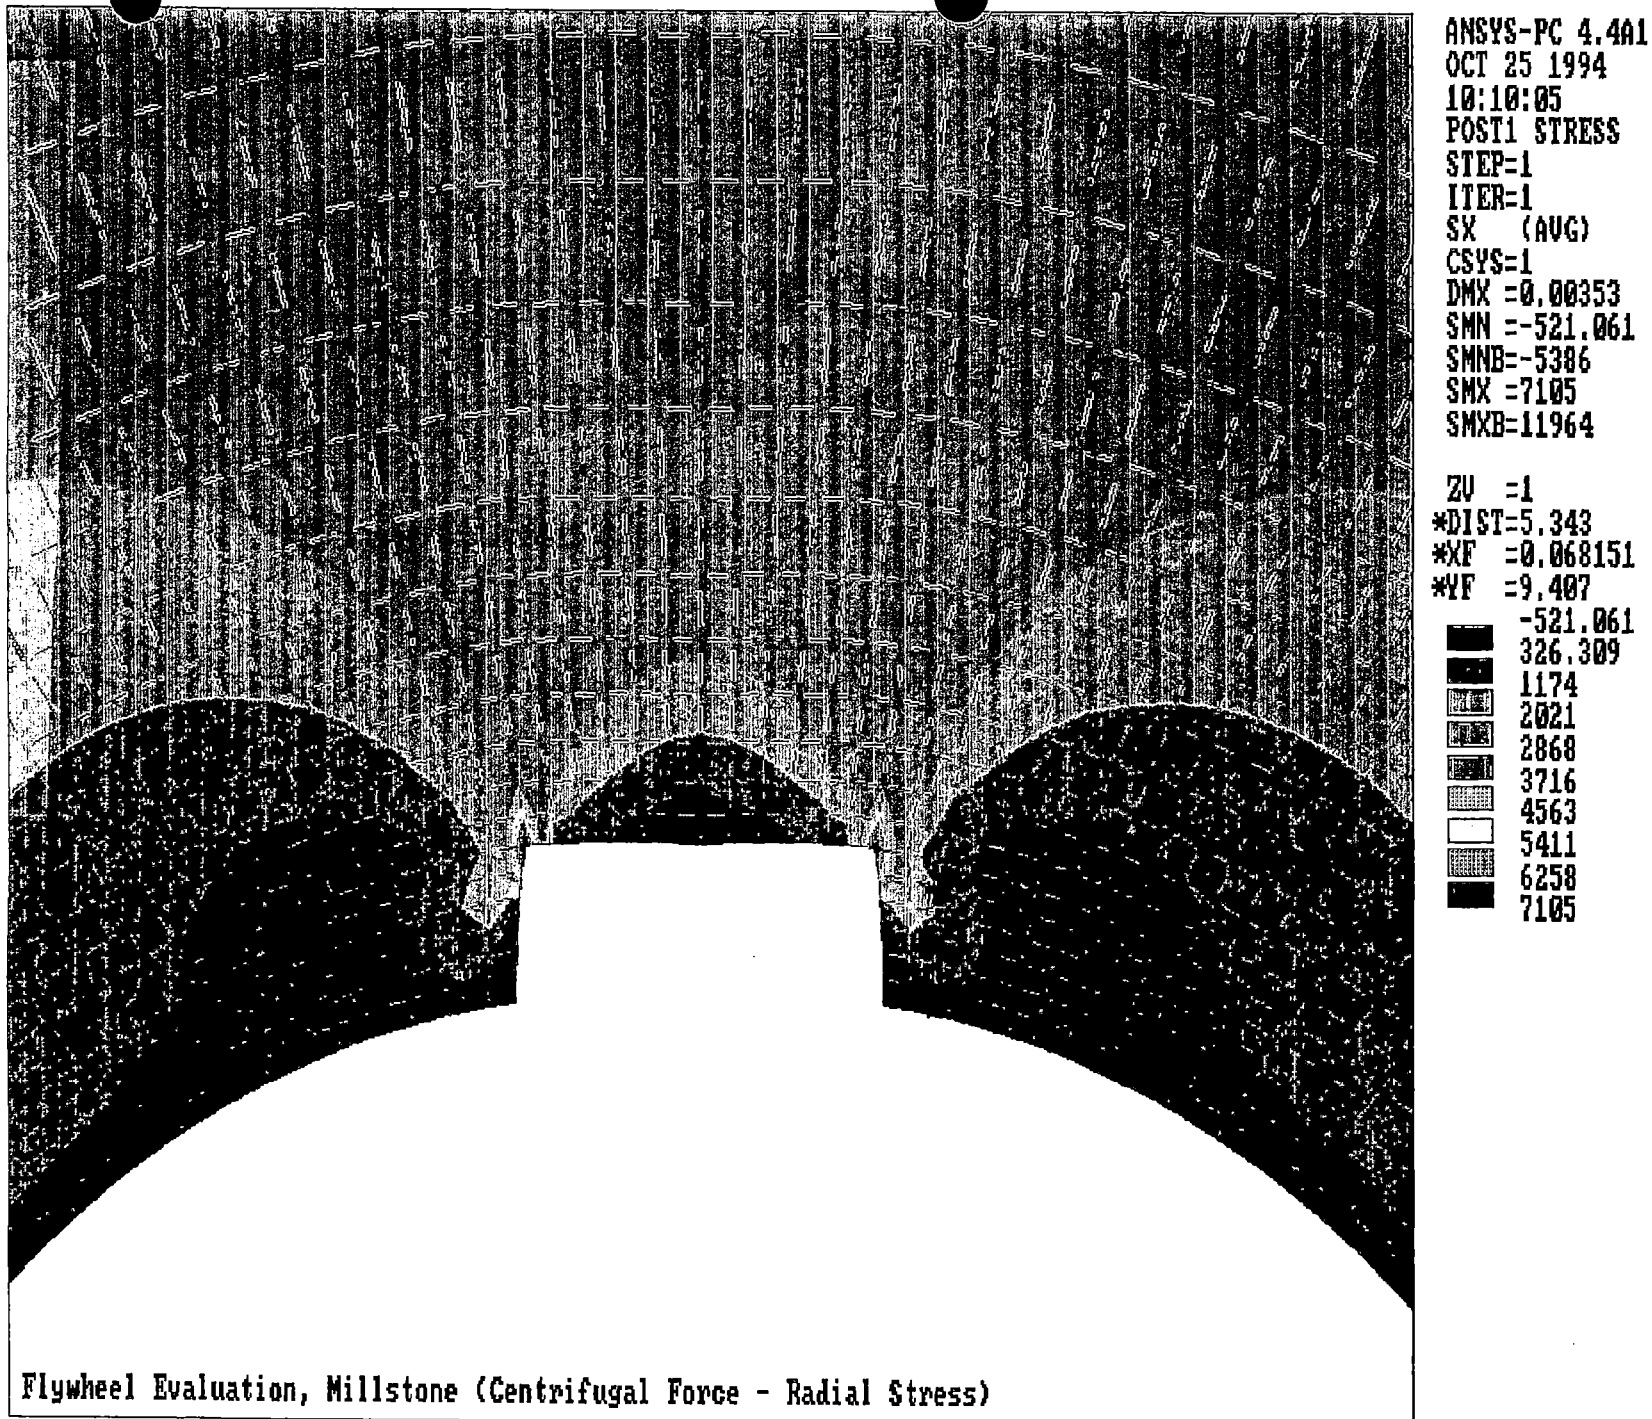 ANSYS-PC 4.4A1
OCT 25 1994
10:10:05
POST1 STRESS
STEP=1
ITER=1
SX (AVG)
CSYS=1
DMX =0.00353
SMN =-521.061
SMNB=-5386
SMX =7105
SMXB=11964
ZV =1
*DIST=5.343
*XF =0.068151
*YF =9.407
-521.061
326.309
1174
2021
2868
3716
4563
5411
6258
7105
Flywheel Evaluation, Millstone (Centrifugal Force - Radial Stress)